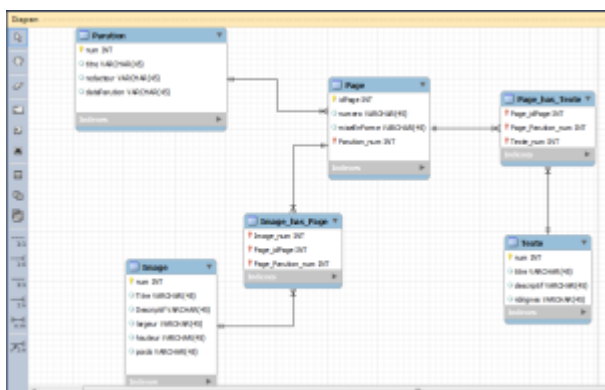 Diagram
Parution
num INT
titre VARCHAR(45)
redacteur VARCHAR(45)
dateParution VARCHAR(45)
Indexes
Page
idPage INT
numero VARCHAR(45)
miseEnForme VARCHAR(45)
Parution_num INT
Indexes
Page_has_Texte
Page_idPage INT
Page_Parution_num INT
Texte_num INT
Indexes
Image_has_Page
Image_num INT
Page_idPage INT
Page_Parution_num INT
Indexes
Texte
num INT
titre VARCHAR(45)
descriptif VARCHAR(45)
nblignes VARCHAR(45)
Indexes
Image
num INT
Titre VARCHAR(45)
Descriptif VARCHAR(45)
largeur VARCHAR(45)
hauteur VARCHAR(45)
poids VARCHAR(45)
Indexes